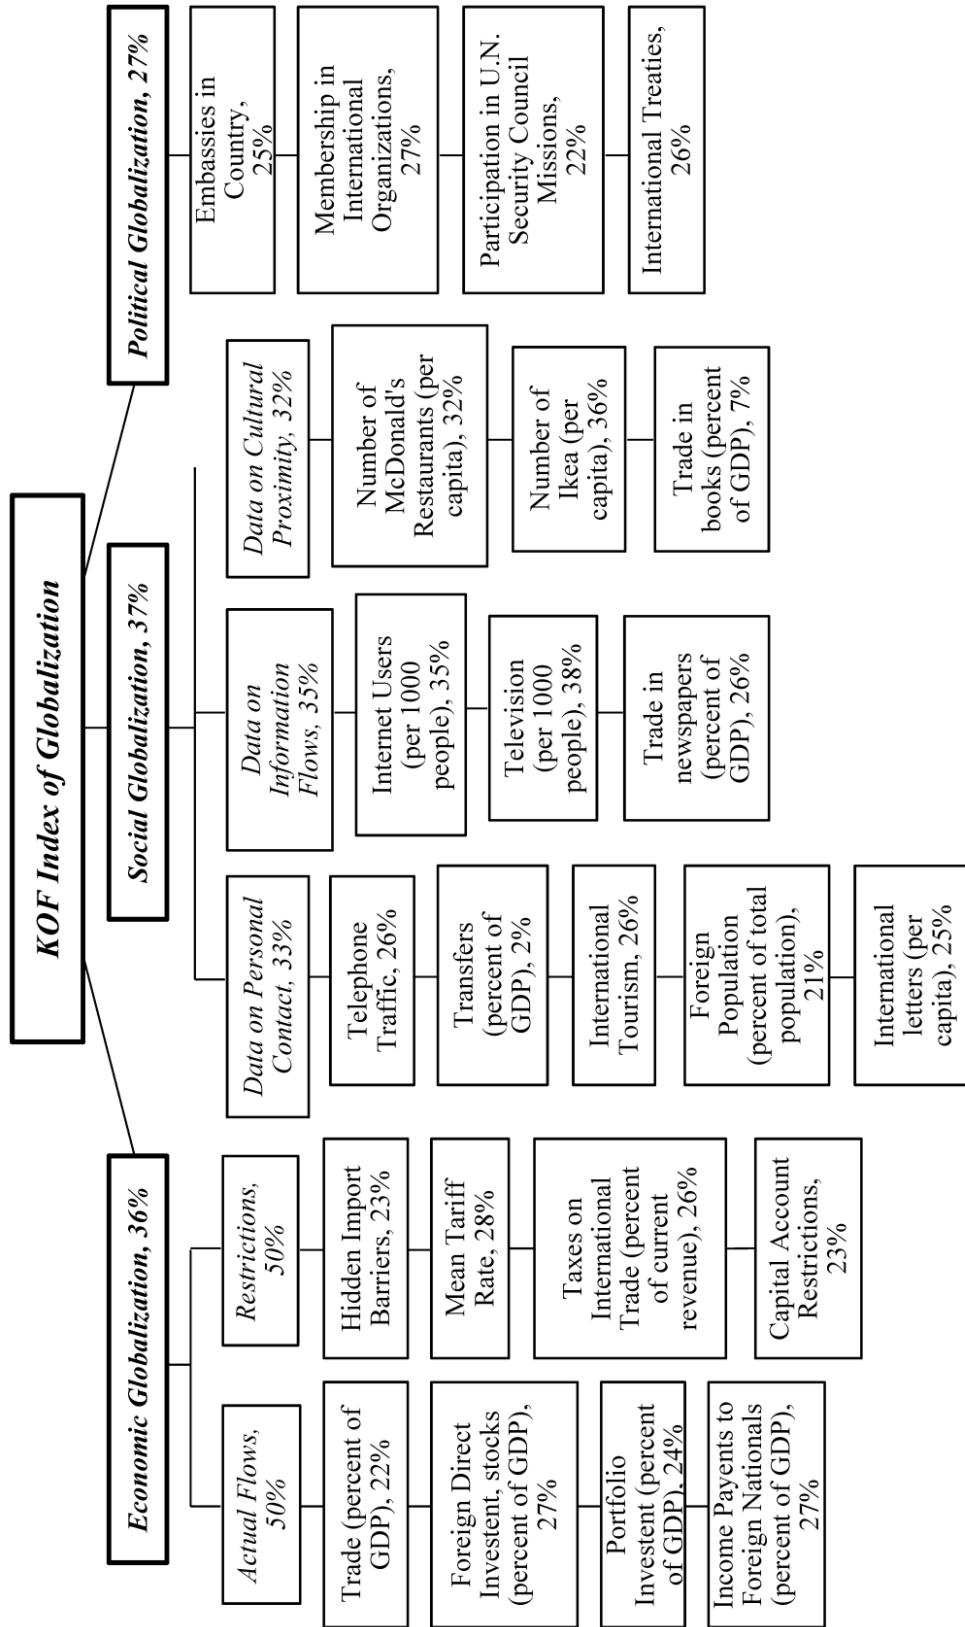 KOF Index of Globalization
Economic Globalization, 36%
Actual Flows,
50%
Trade (percent of
GDP), 22%
Foreign Direct
Investent, stocks
(percent of GDP),
27%
Portfolio
Investent (percent
of GDP), 24%
Income Payents to
Foreign Nationals
(percent of GDP),
27%
Restrictions,
50%
Hidden Import
Barriers, 23%
Mean Tariff
Rate, 28%
Taxes on
International
Trade (percent
of current
revenue), 26%
Capital Account
Restrictions,
23%
Social Globalization, 37%
Data on Personal
Contact, 33%
Telephone
Traffic, 26%
Transfers
(percent of
GDP), 2%
International
Tourism, 26%
Foreign
Population
(percent of total
population),
21%
International
letters (per
capita), 25%
Data on
Information
Flows, 35%
Internet Users
(per 1000
people), 35%
Television
(per 1000
people), 38%
Trade in
newspapers
(percent of
GDP), 26%
Data on Cultural
Proximity, 32%
Number of
McDonald's
Restaurants (per
capita), 32%
Number of
Ikea (per
capita), 36%
Trade in
books (percent
of GDP), 7%
Political Globalization, 27%
Embassies in
Country,
25%
Membership in
International
Organizations,
27%
Participation in U.N.
Security Council
Missions,
22%
International Treaties,
26%